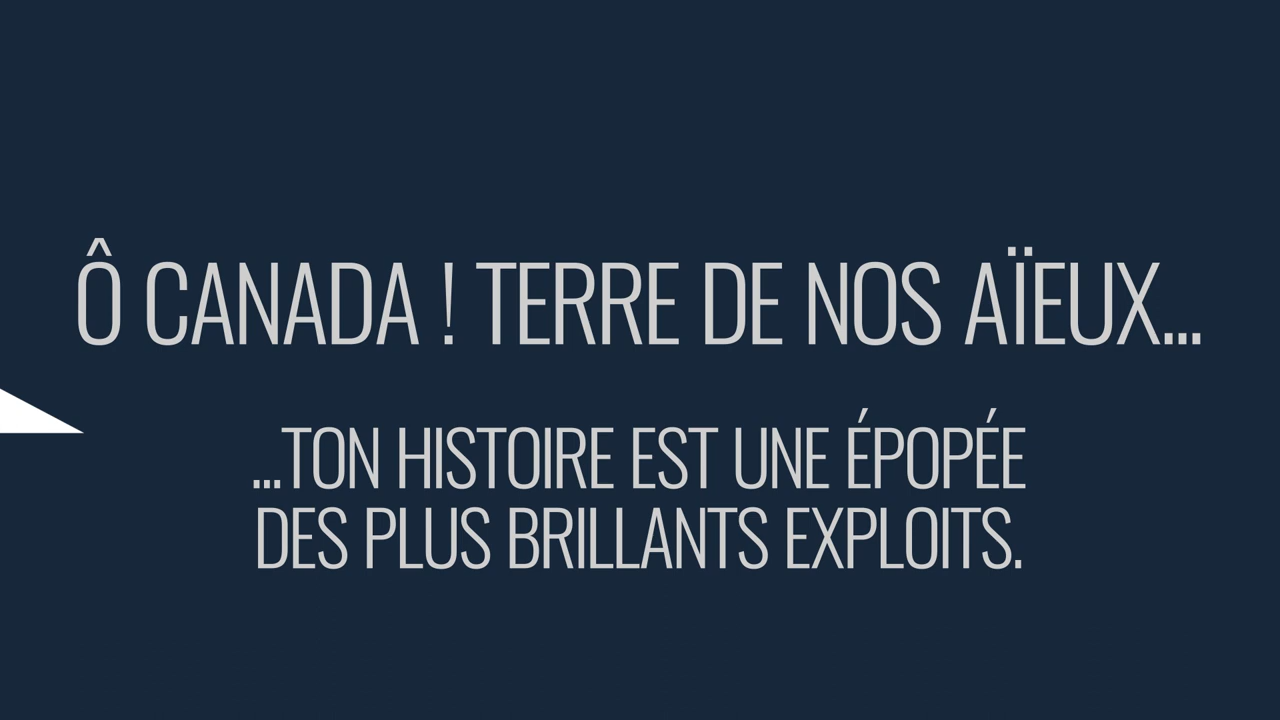 Ô CANADA ! TERRE DE NOS AÏEUX...
...TON HISTOIRE EST UNE ÉPOPÉE
DES PLUS BRILLANTS EXPLOITS.